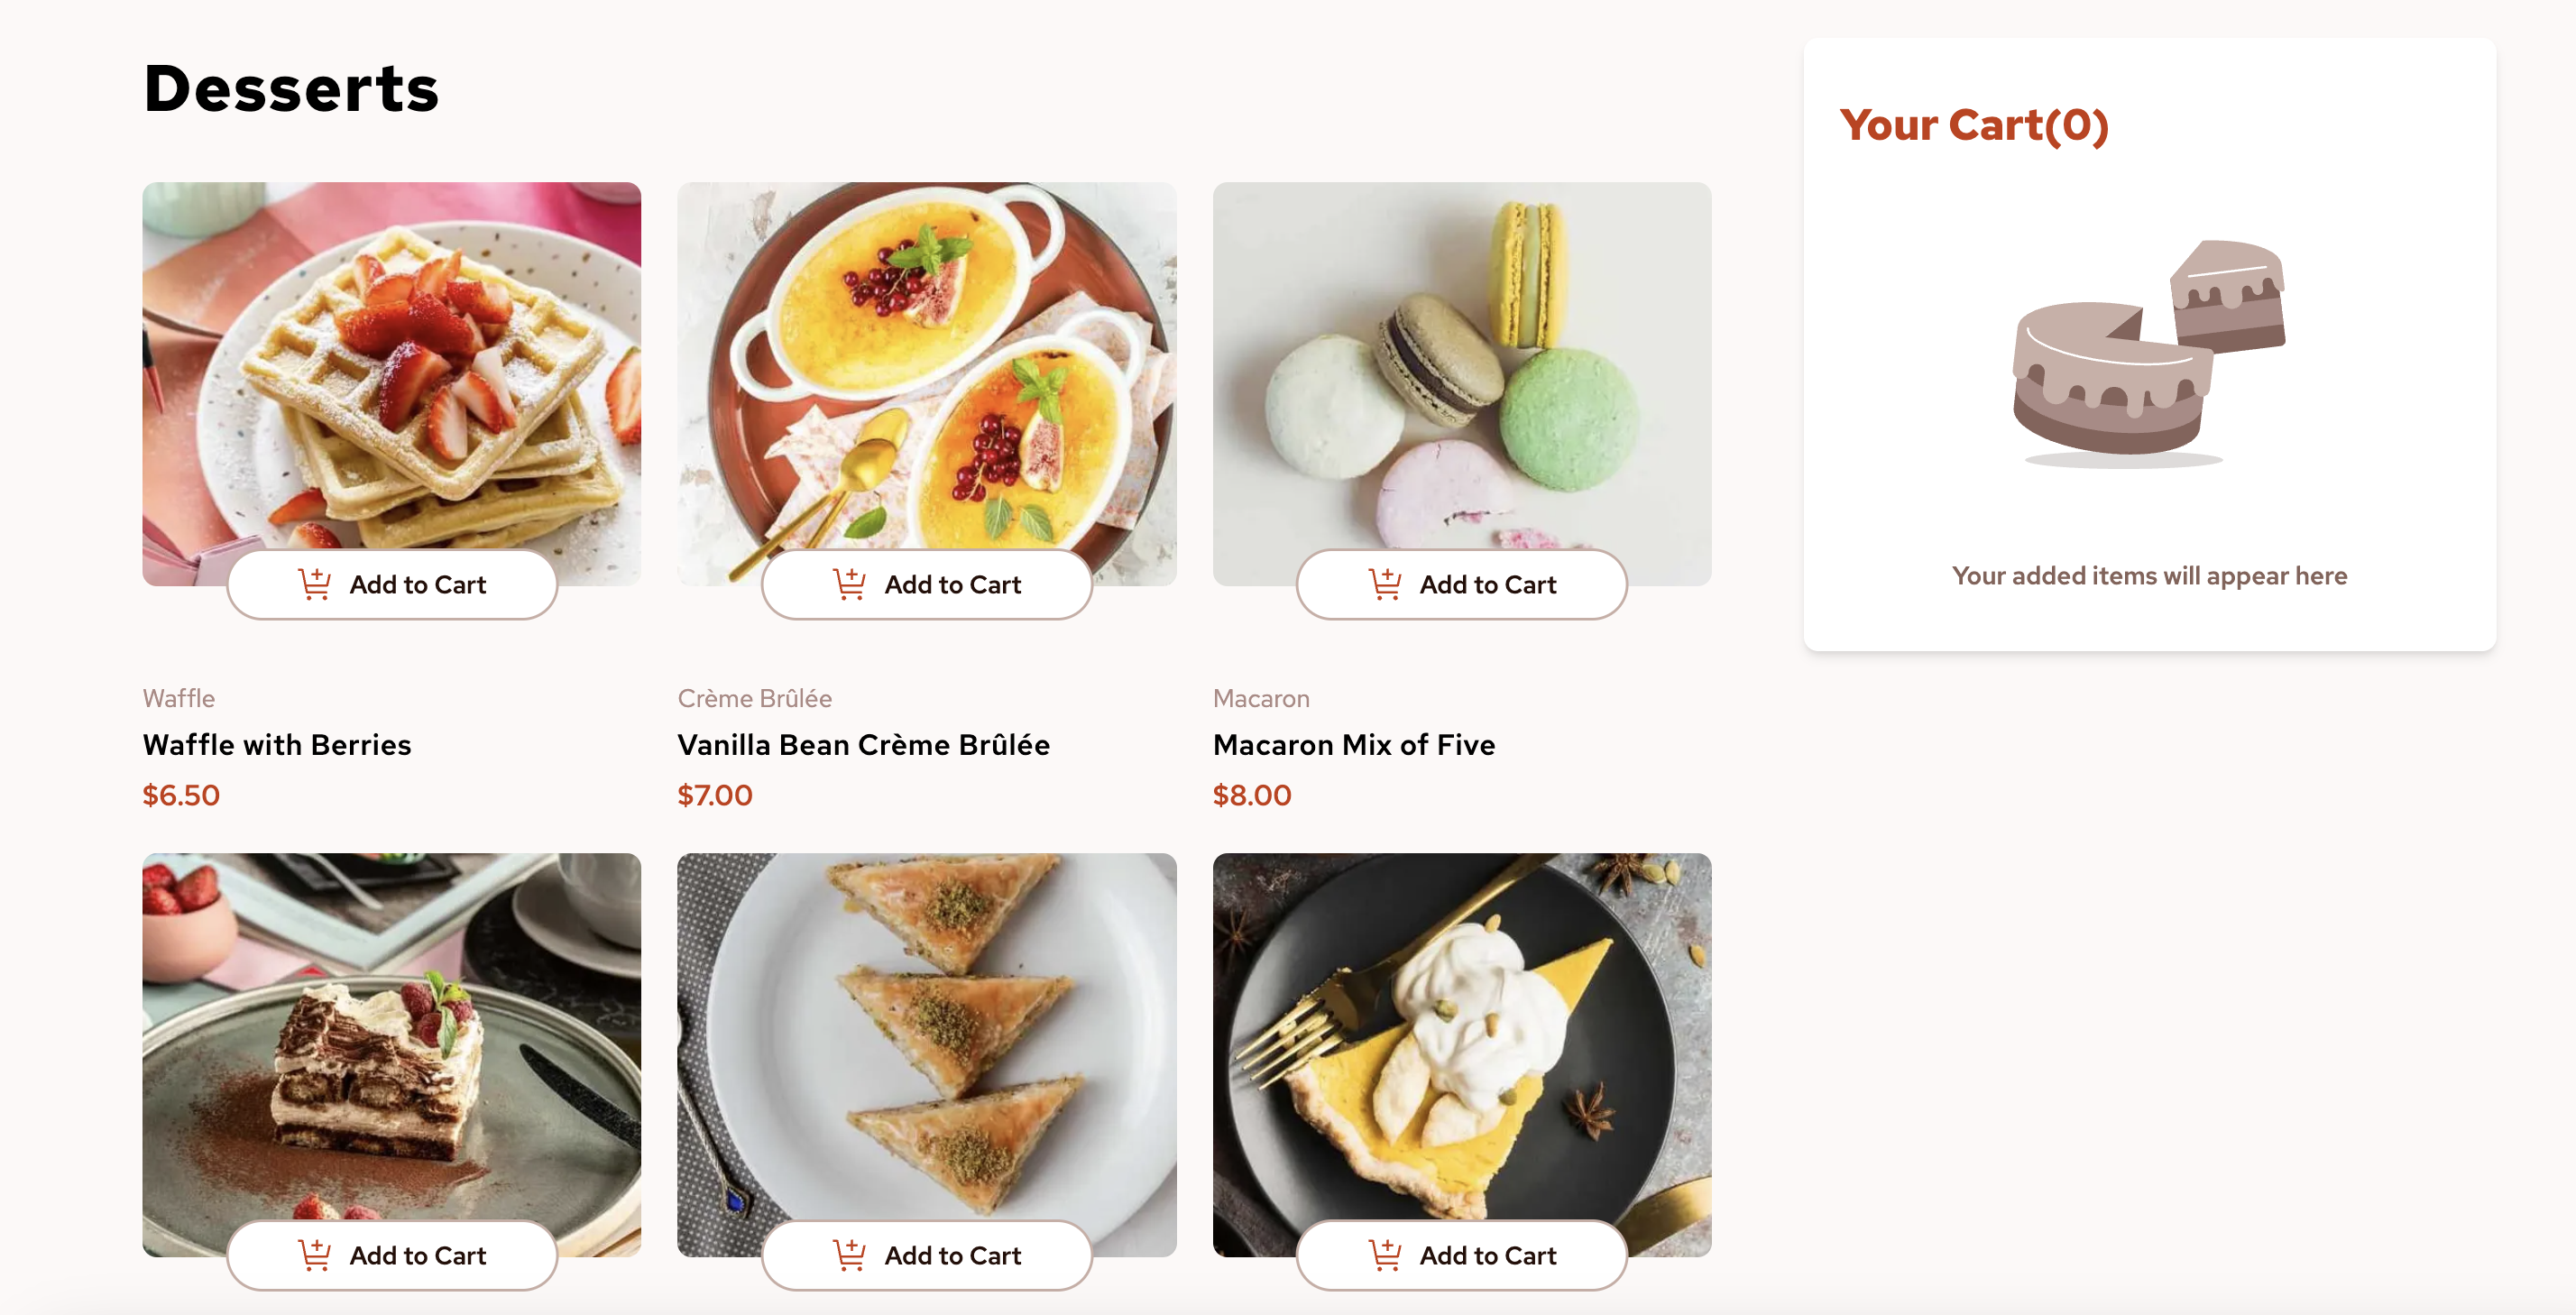 Desserts
Your Cart(0)
Your added items will appear here
Add to Cart
Add to Cart
Add to Cart
Waffle
Waffle with Berries
$6.50
Crème Brûlée
Vanilla Bean Crème Brûlée
$7.00
Macaron
Macaron Mix of Five
$8.00
Add to Cart
Add to Cart
Add to Cart